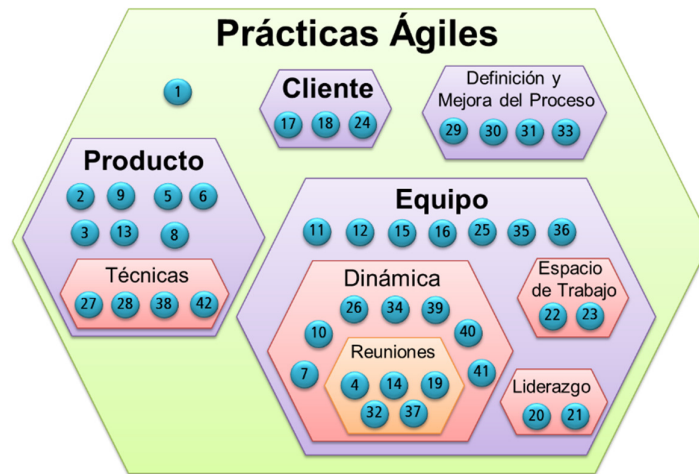 Prácticas Ágiles
1
Cliente
17 18 24
Definición y
Mejora del Proceso
29 30 31 33
Producto
2 9 5 6
3 13 8
Técnicas
27 28 38 42
Equipo
11 12 15 16 25 35 36
Dinámica
26 34 39
10 40
7 41
Reuniones
4 14 19
32 37
Espacio
de Trabajo
22 23
Liderazgo
20 21